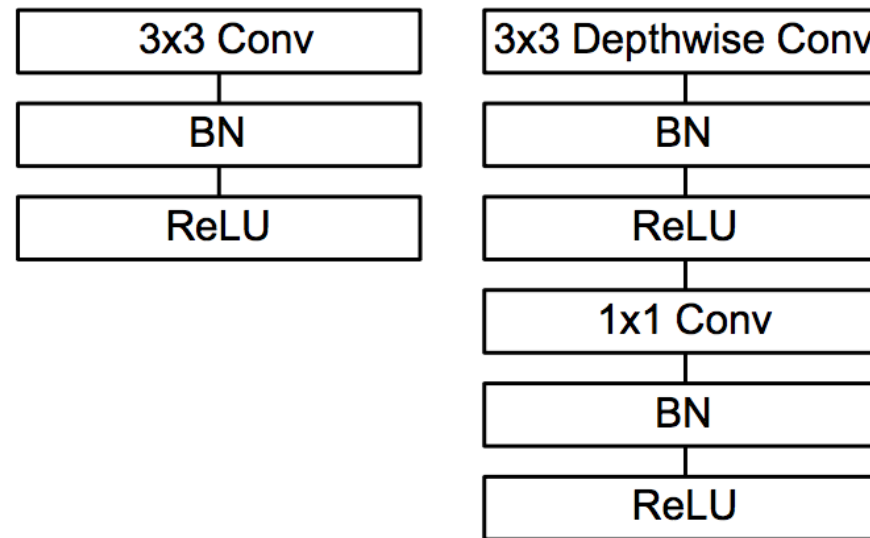 3x3 Conv
BN
ReLU
3x3 Depthwise Conv
BN
ReLU
1x1 Conv
BN
ReLU